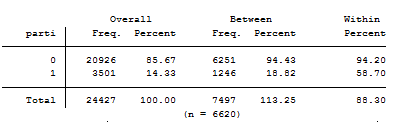 Overall Between Within
parti Freq. Percent Freq. Percent Percent
0 20926 85.67 6251 94.43 94.20
1 3501 14.33 1246 18.82 58.70
Total 24427 100.00 7497 113.25 88.30
(n = 6620)